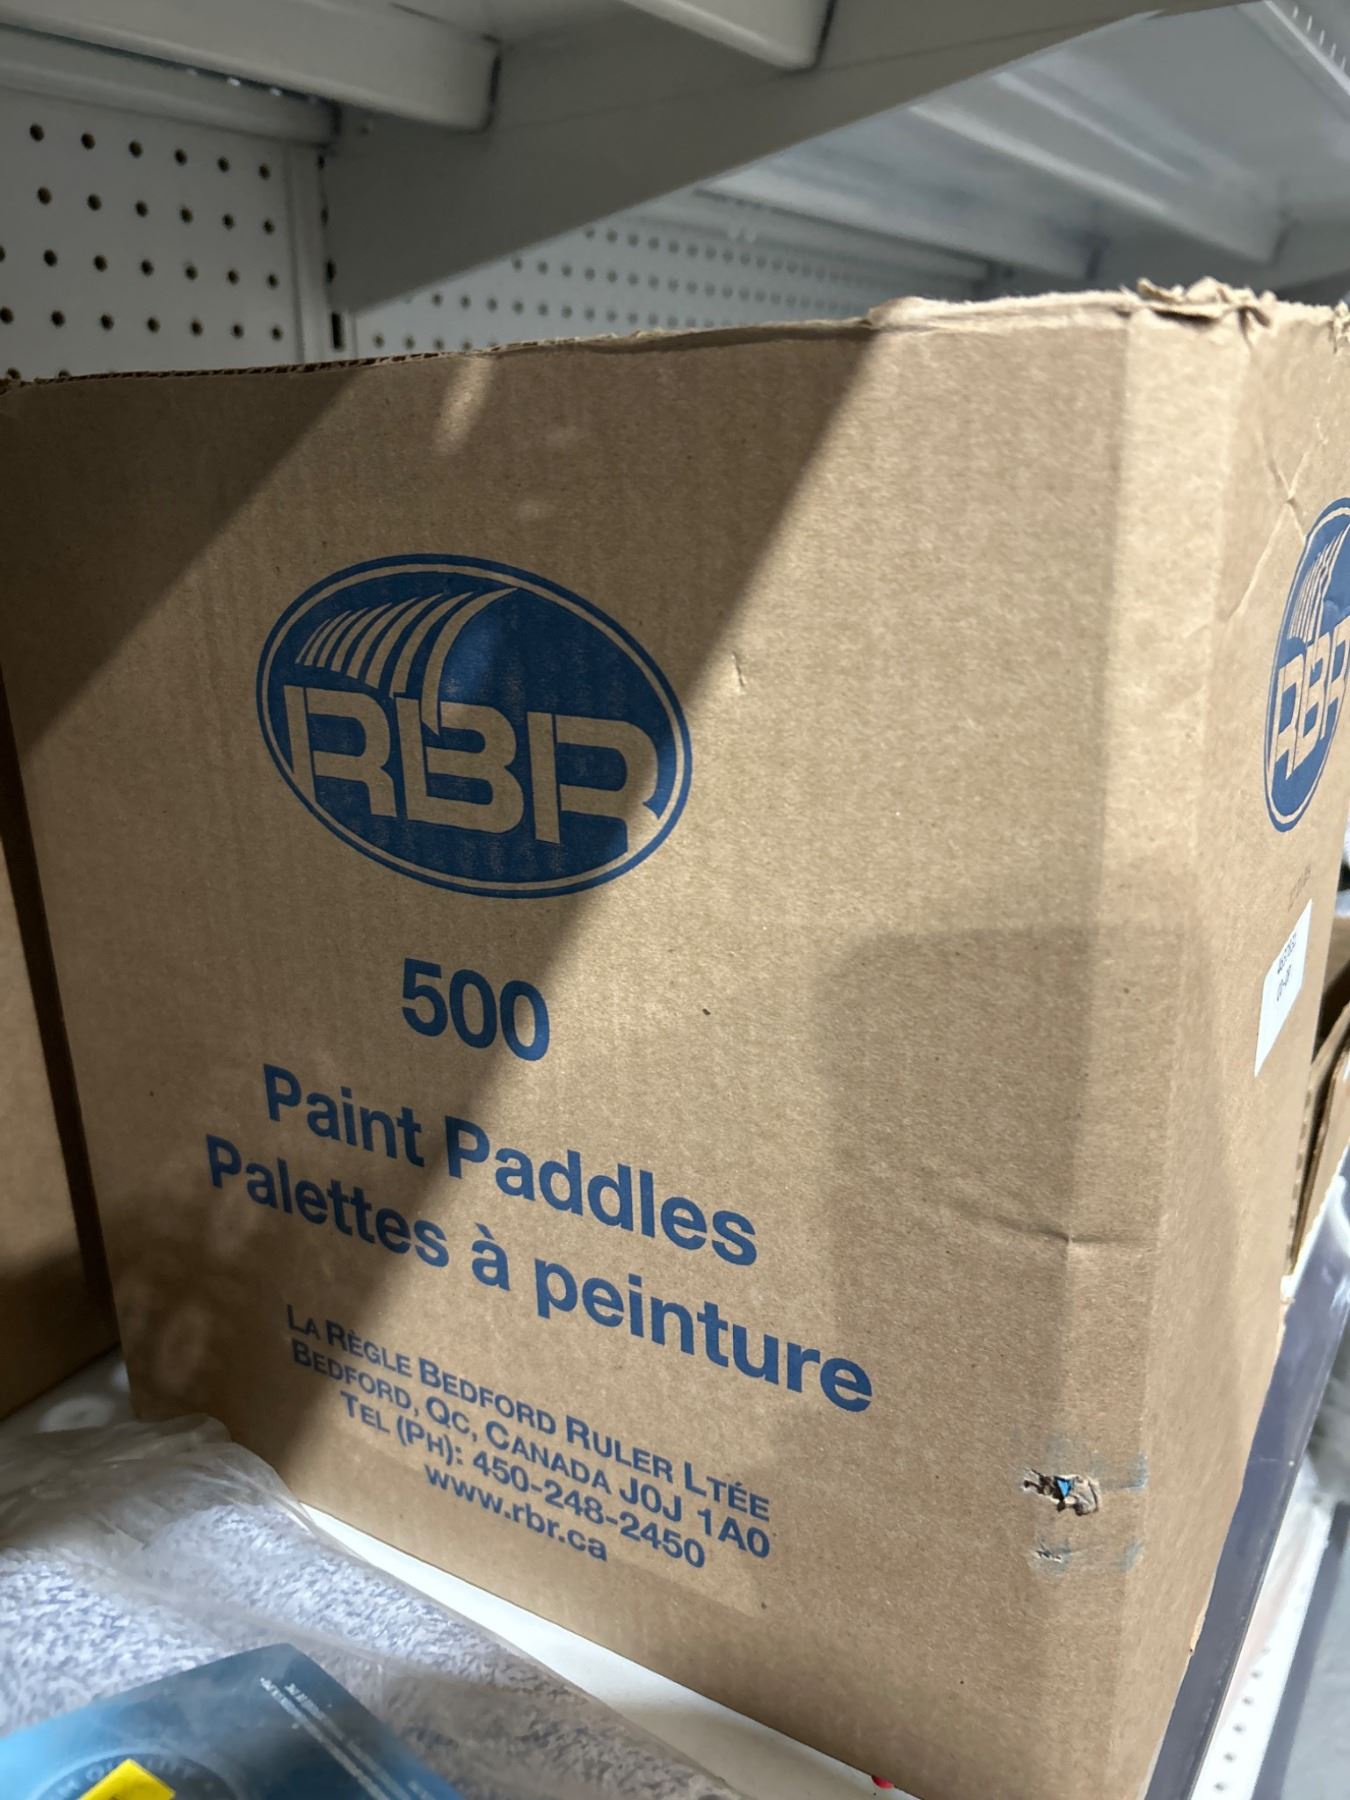 RBR
500
Paint Paddles
Palettes à peinture
LA RÈGLE BEDFORD RULER LTÉE
BEDFORD, QC, CANADA J0J 1A0
TEL (PH): 450-248-2450
www.rbr.ca
RBR